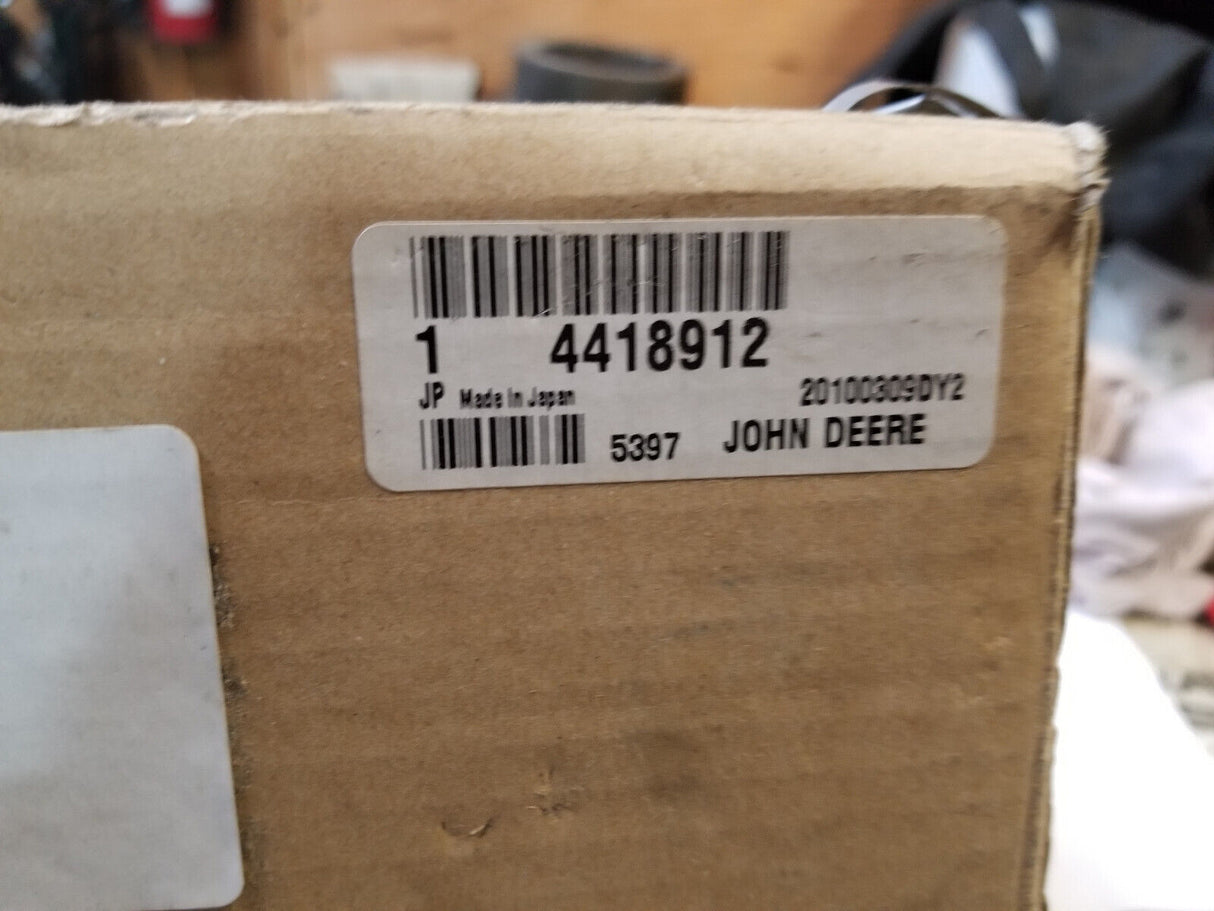 1 4418912
JP Made in Japan 20100309DY2
5397 JOHN DEERE